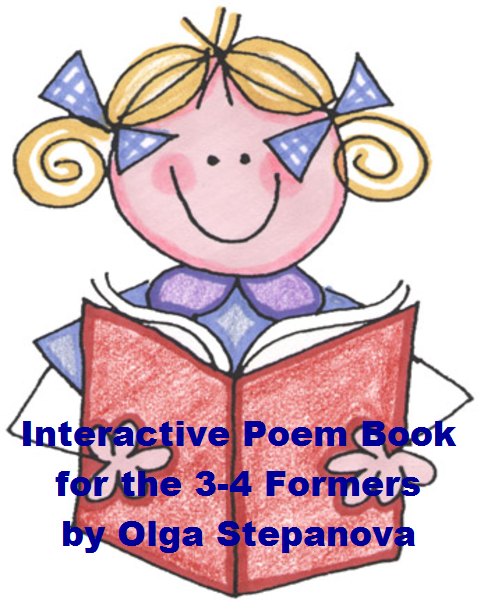 Interactive Poem Book
for the 3-4 Formers
by Olga Stepanova